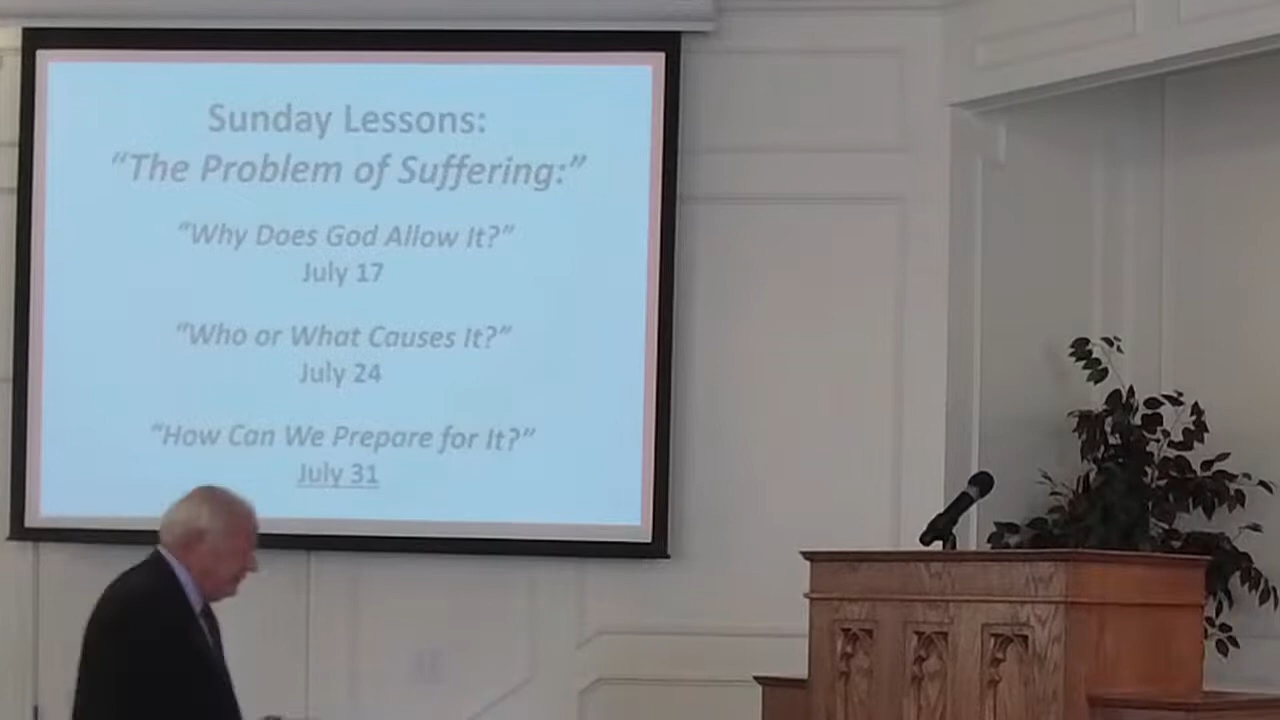 Sunday Lessons:
“The Problem of Suffering:”
“Why Does God Allow It?”
July 17
“Who or What Causes It?”
July 24
“How Can We Prepare for It?”
July 31